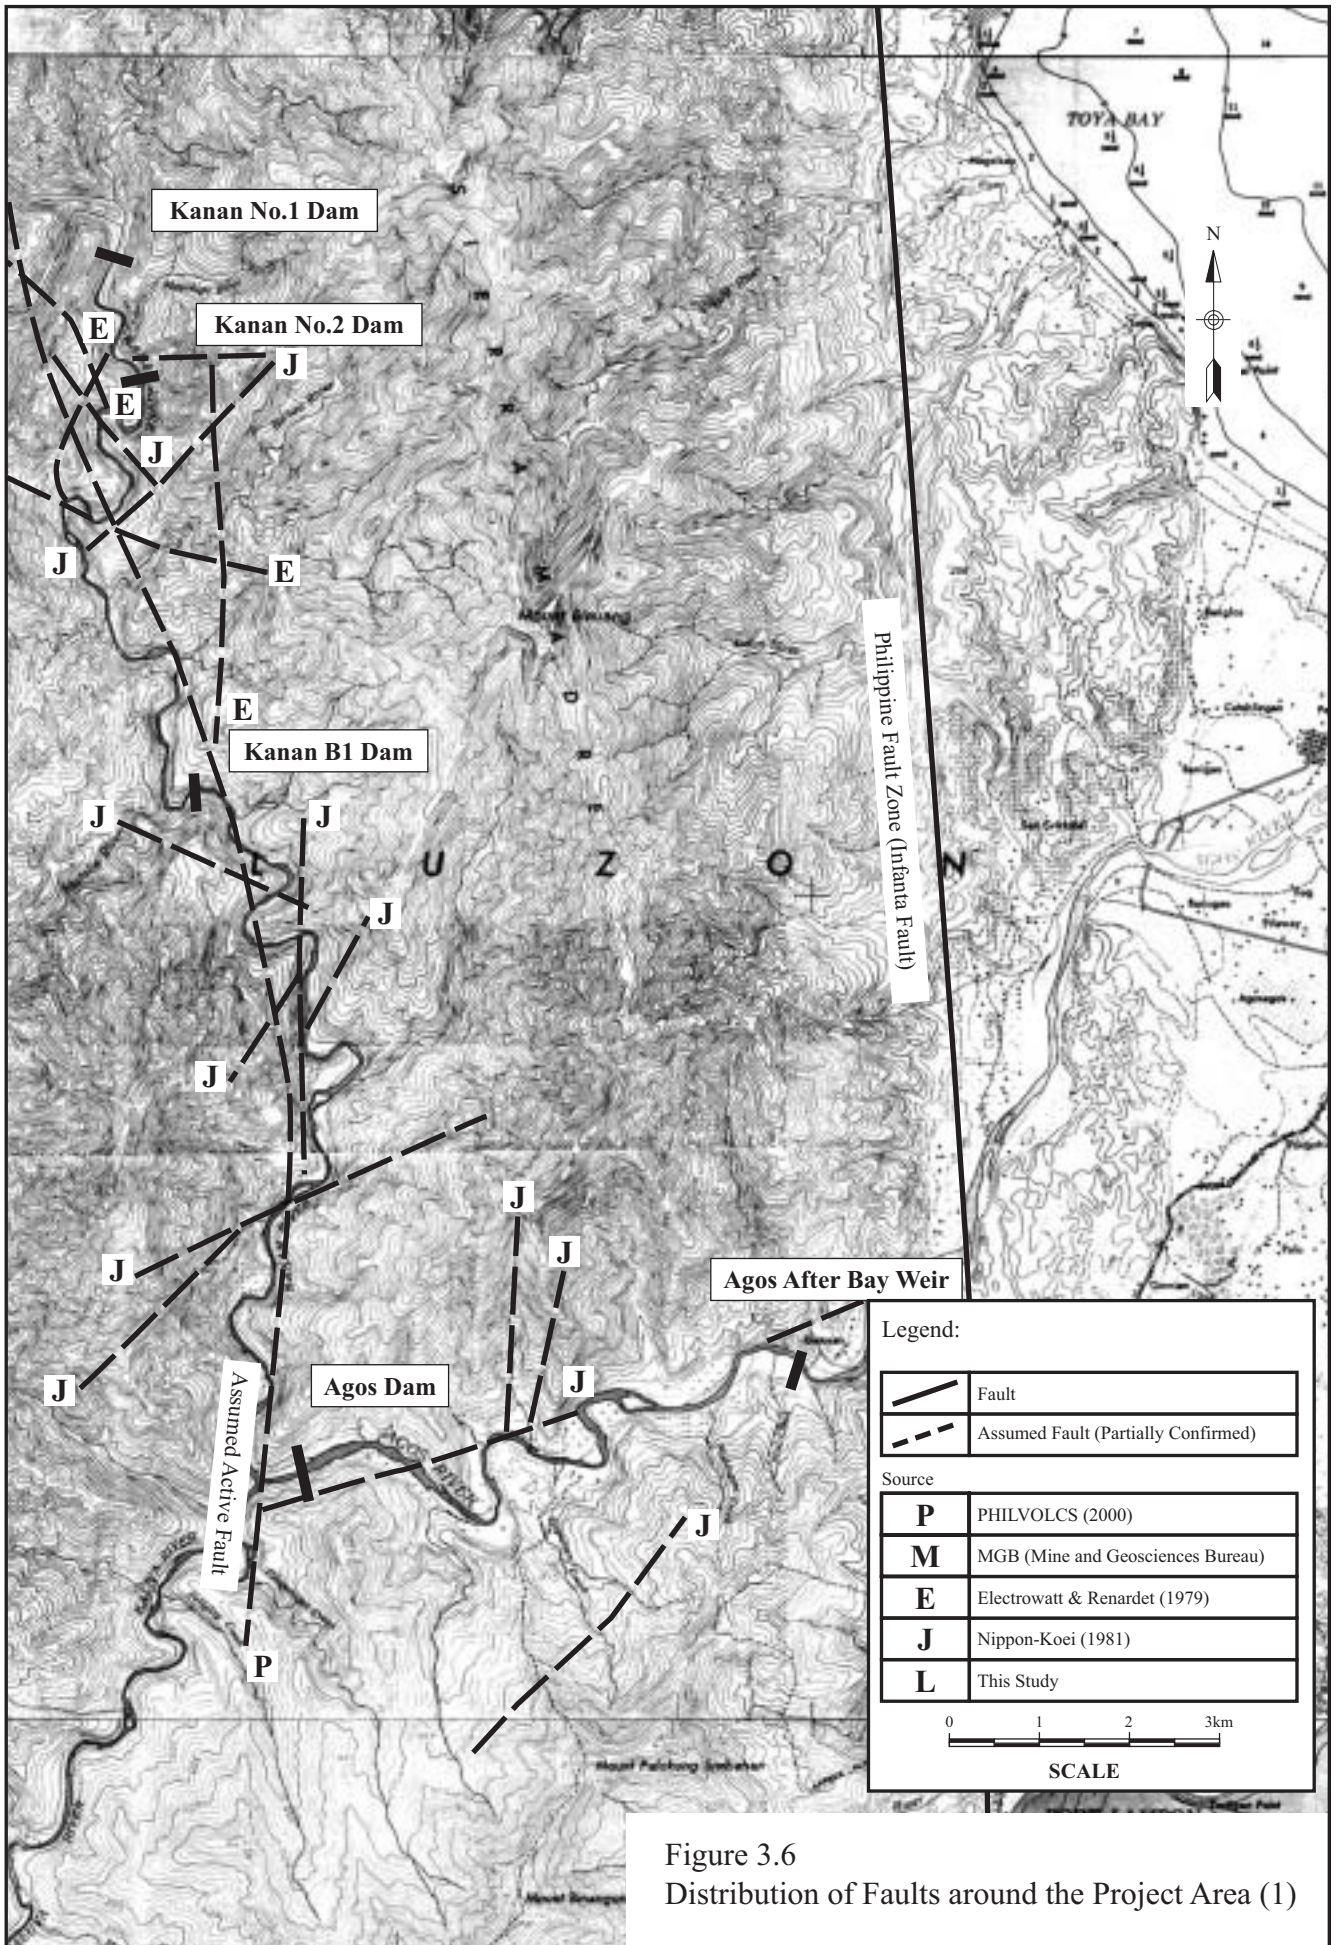 TOYA BAY
N
Kanan No.1 Dam
Kanan No.2 Dam
E
J
E
J
J
E
E
Kanan B1 Dam
J
J
L U Z O N
J
J
Philippine Fault Zone (Infanta Fault)
J
J
J
J
J
Agos After Bay Weir
Agos Dam
Assumed Active Fault
AGOS RIVER
J
P
Legend:
Fault
Assumed Fault (Partially Confirmed)
Source
P PHILVOLCS (2000)
M MGB (Mine and Geosciences Bureau)
E Electrowatt & Renardet (1979)
J Nippon-Koei (1981)
L This Study
0 1 2 3km
SCALE
Figure 3.6
Distribution of Faults around the Project Area (1)